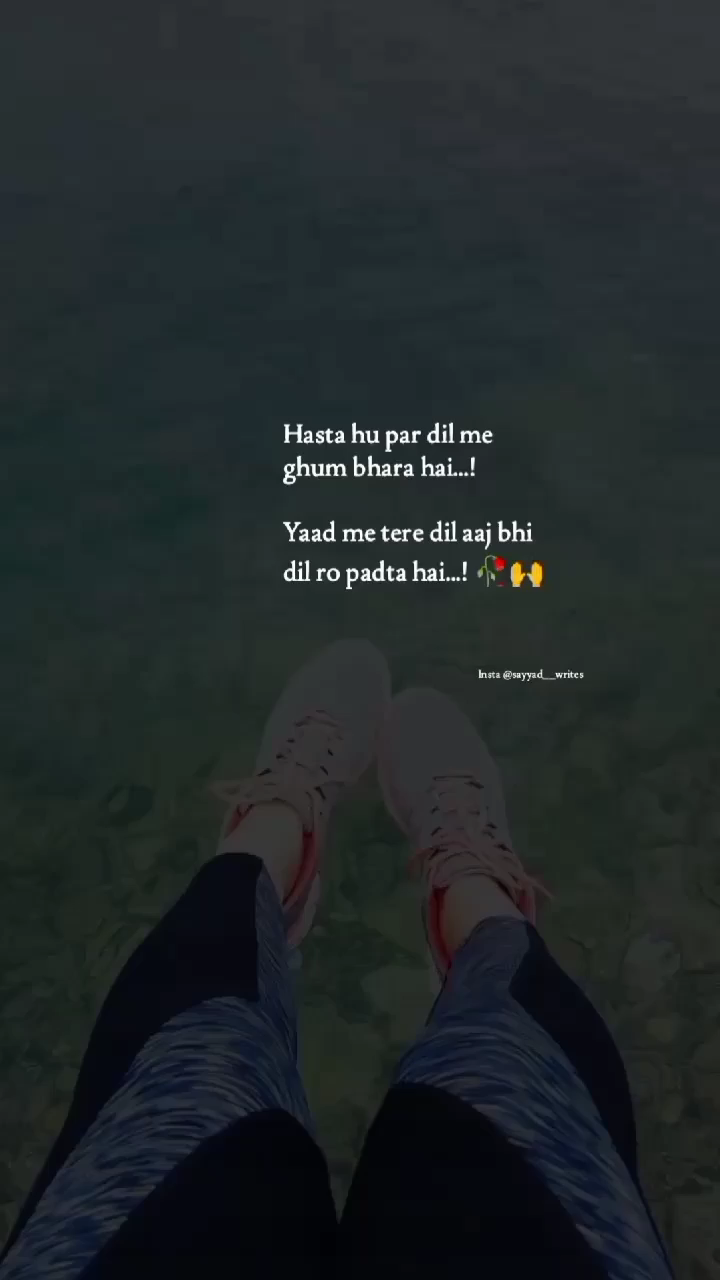 Hasta hu par dil me
ghum bhara hai...!
Yaad me tere dil aaj bhi
dil ro padta hai...! 🥀🙌
Insta @sayyad__writes